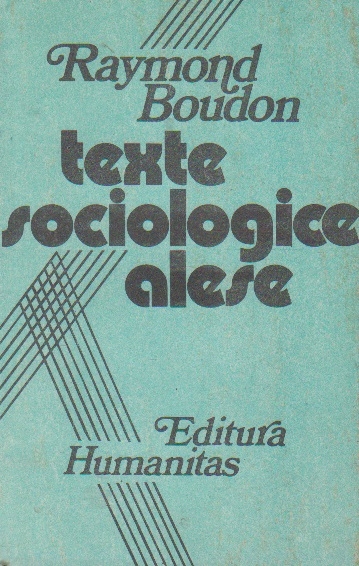 Raymond
Boudon
texte
sociologice
alese
Editura
Humanitas